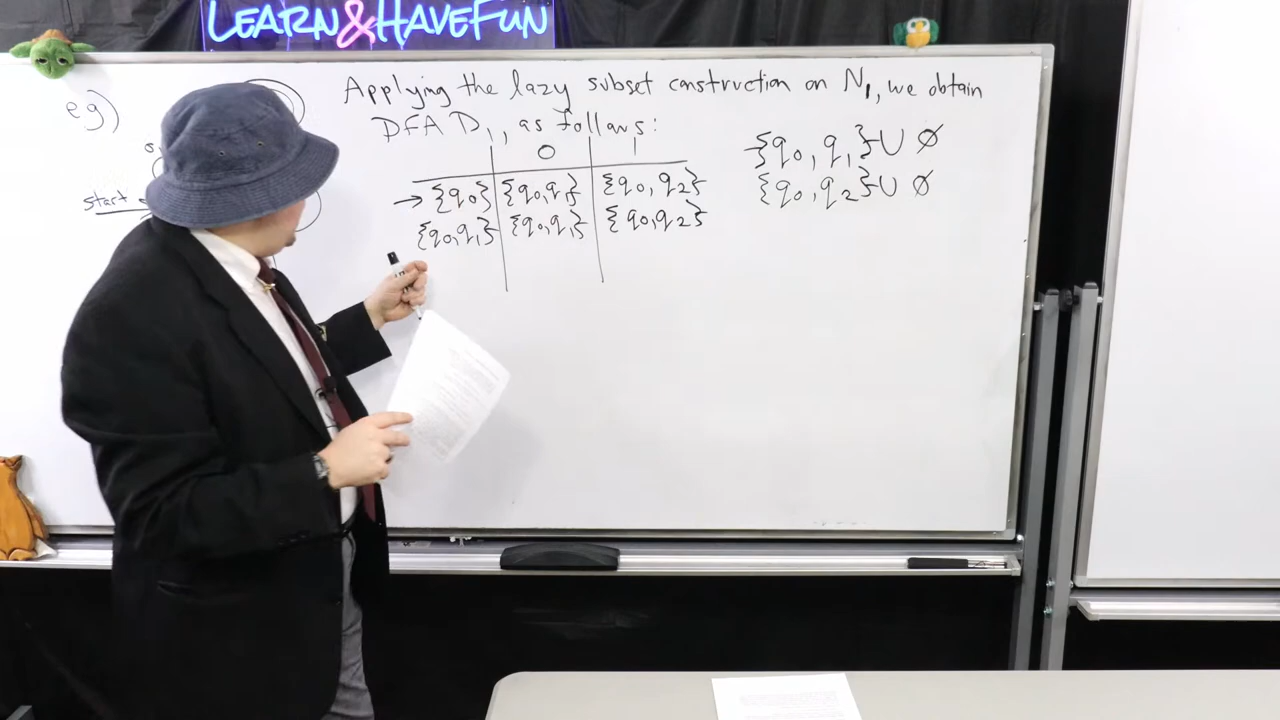 LEARN&HAVEFUN
eg)
Applying the lazy subset construction on N₁, we obtain
DFA D₁, as follows:
0 1
→ {q₀} {q₀,q₁} {q₀,q₂}
{q₀,q₁} {q₀,q₁} {q₀,q₂}
{q₀,q₁}∪∅
{q₀,q₂}∪∅
start